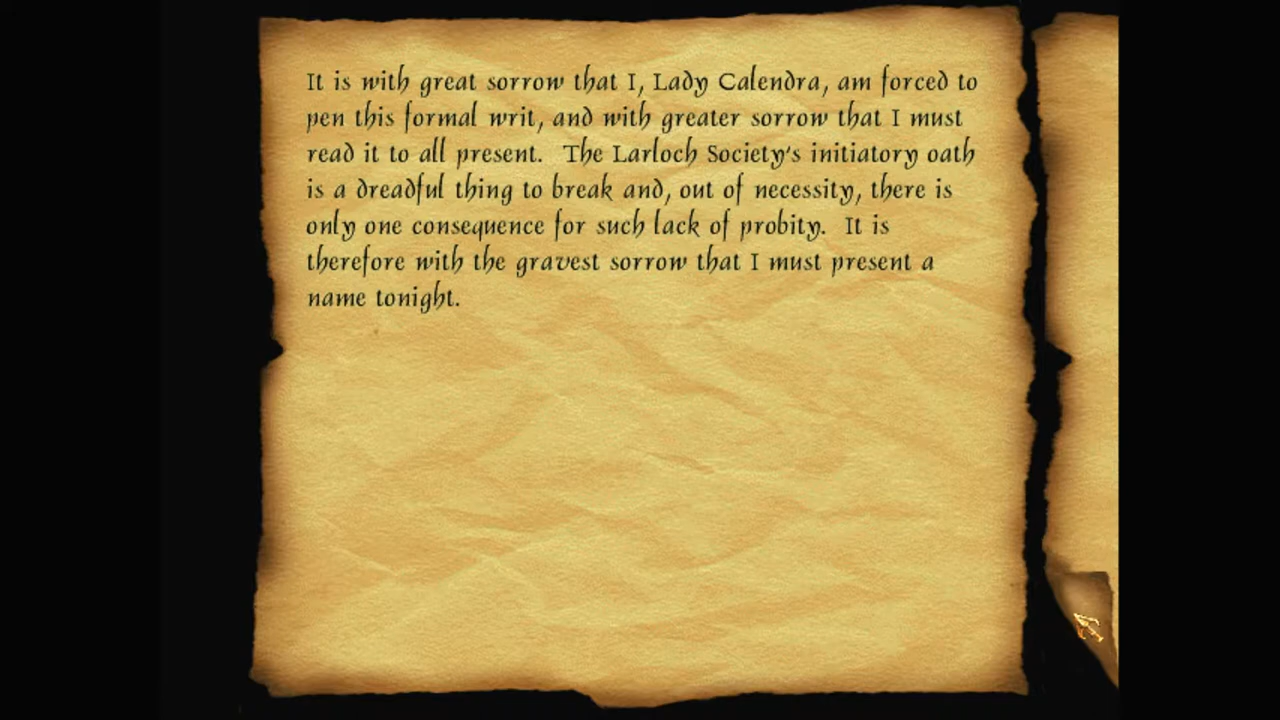 It is with great sorrow that I, Lady Calendra, am forced to
pen this formal writ, and with greater sorrow that I must
read it to all present.  The Larloch Society's initiatory oath
is a dreadful thing to break and, out of necessity, there is
only one consequence for such lack of probity.  It is
therefore with the gravest sorrow that I must present a
name tonight.